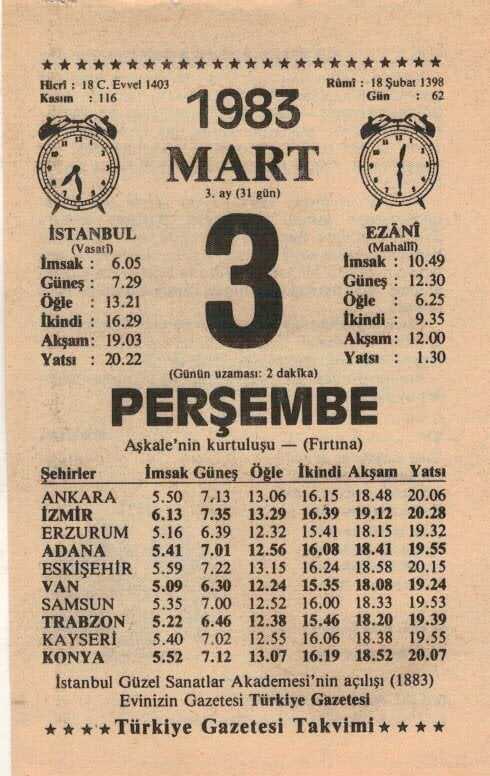 ★ ★ ★ ★ ★ ★ ★ ★ ★ ★ ★ ★ ★ ★ ★ ★ ★ ★ ★ ★ ★ ★ ★ ★
Hicrî : 18 C. Evvel 1403
Kasım : 116
Rûmî : 18 Şubat 1398
Gün : 62
1983
MART
3. ay (31 gün)
3
İSTANBUL
(Vasatî)
İmsak : 6.05
Güneş : 7.29
Öğle : 13.21
İkindi : 16.29
Akşam: 19.03
Yatsı : 20.22
EZÂNÎ
(Mahallî)
İmsak : 10.49
Güneş : 12.30
Öğle : 6.25
İkindi : 9.35
Akşam: 12.00
Yatsı : 1.30
(Günün uzaması: 2 dakîka)
PERŞEMBE
Aşkale'nin kurtuluşu — (Fırtına)
Şehirler İmsak Güneş Öğle İkindi Akşam Yatsı
ANKARA 5.50 7.13 13.06 16.15 18.48 20.06
İZMİR 6.13 7.35 13.29 16.39 19.12 20.28
ERZURUM 5.16 6.39 12.32 15.41 18.15 19.32
ADANA 5.41 7.01 12.56 16.08 18.41 19.55
ESKİŞEHİR 5.59 7.22 13.15 16.24 18.58 20.15
VAN 5.09 6.30 12.24 15.35 18.08 19.24
SAMSUN 5.35 7.00 12.52 16.00 18.33 19.53
TRABZON 5.22 6.46 12.38 15.46 18.20 19.39
KAYSERİ 5.40 7.02 12.55 16.06 18.38 19.55
KONYA 5.52 7.12 13.07 16.19 18.52 20.07
İstanbul Güzel Sanatlar Akademesi'nin açılışı (1883)
Evinizin Gazetesi Türkiye Gazetesi
★ ★ ★ ★ Türkiye Gazetesi Takvimi ★ ★ ★ ★